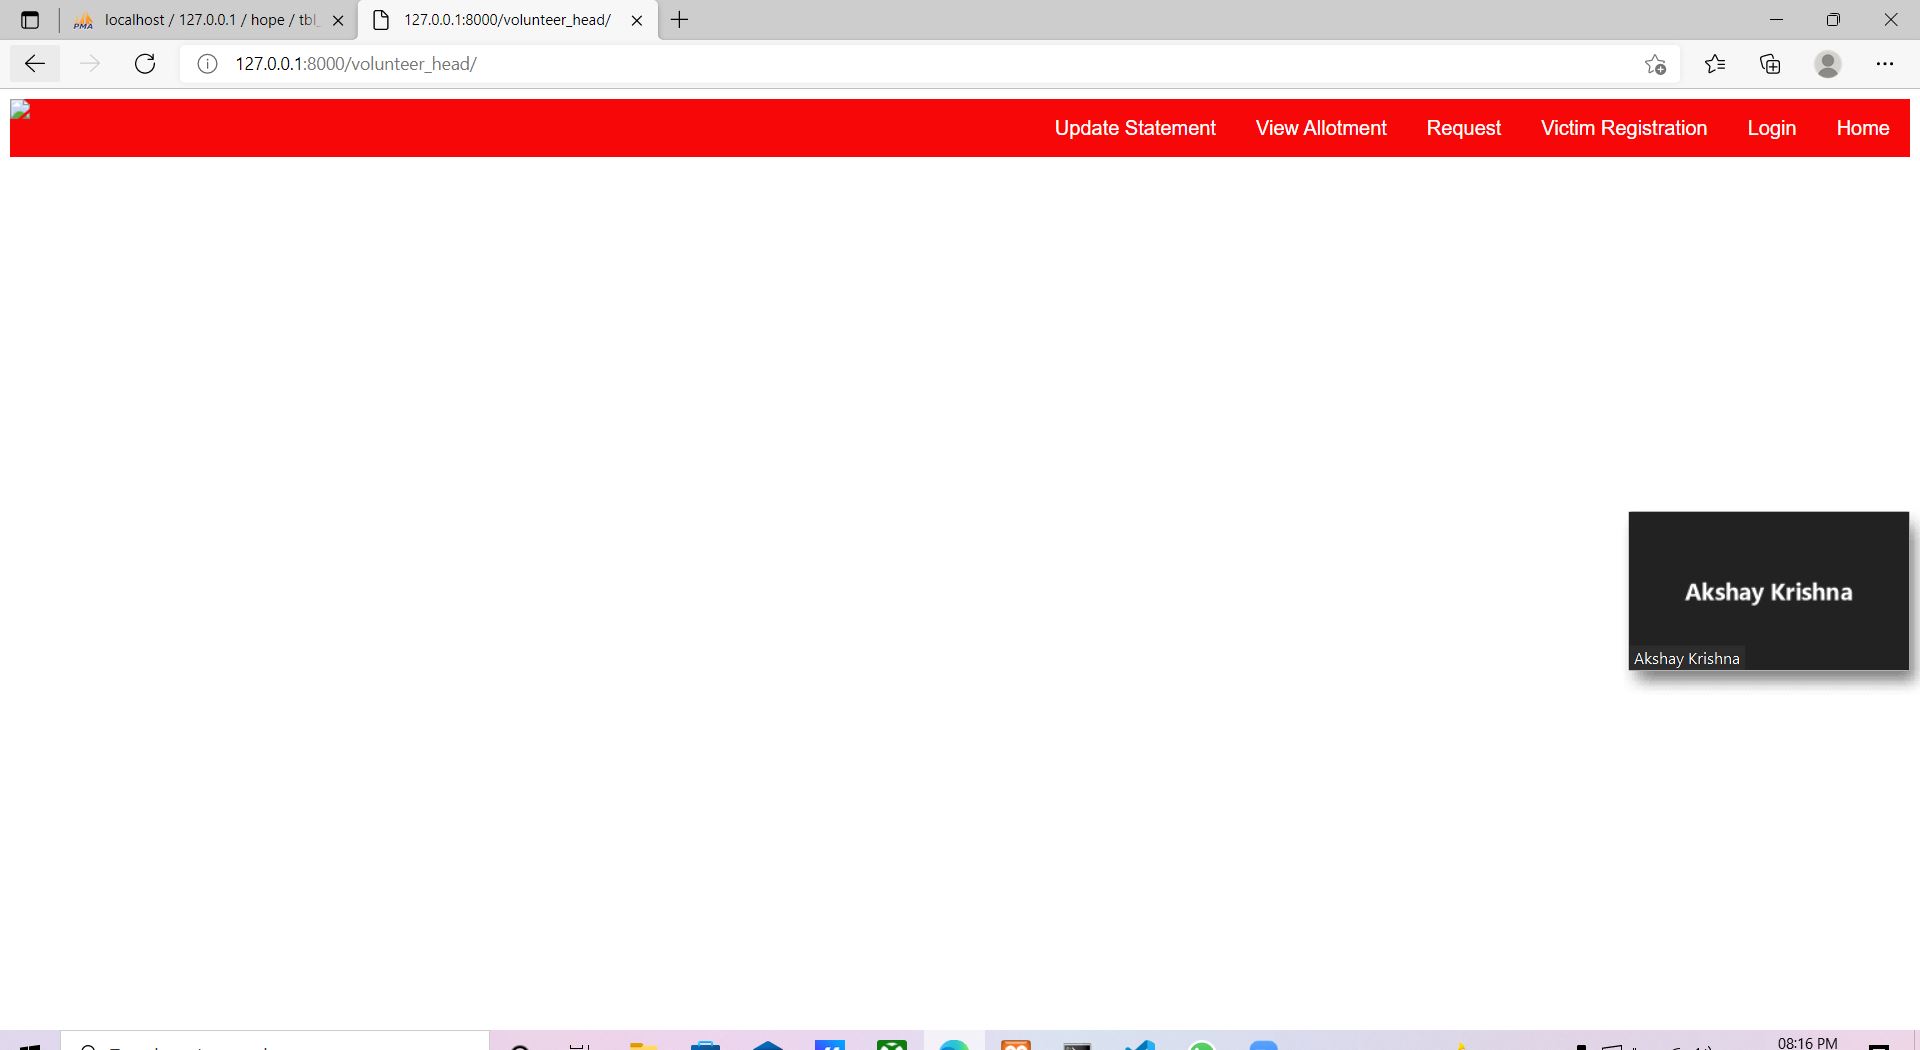 localhost / 127.0.0.1 / hope / tbl_
127.0.0.1:8000/volunteer_head/
127.0.0.1:8000/volunteer_head/
Update Statement View Allotment Request Victim Registration Login Home
Akshay Krishna
Akshay Krishna
08:16 PM